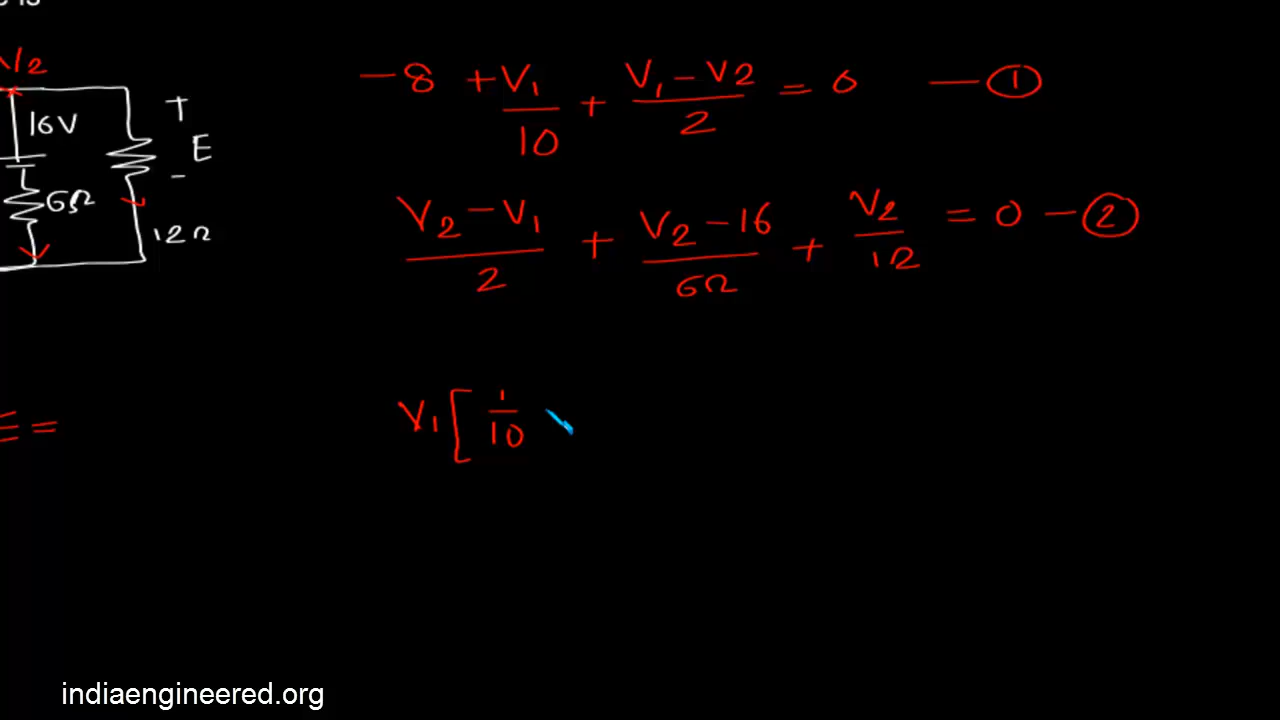 V2
16V
+
E
-
6Ω
12Ω
E =
-8 + V1/10 + (V1 - V2)/2 = 0 — ①
(V2 - V1)/2 + (V2 - 16)/6Ω + V2/12 = 0 — ②
V1 [ 1/10
indiaengineered.org